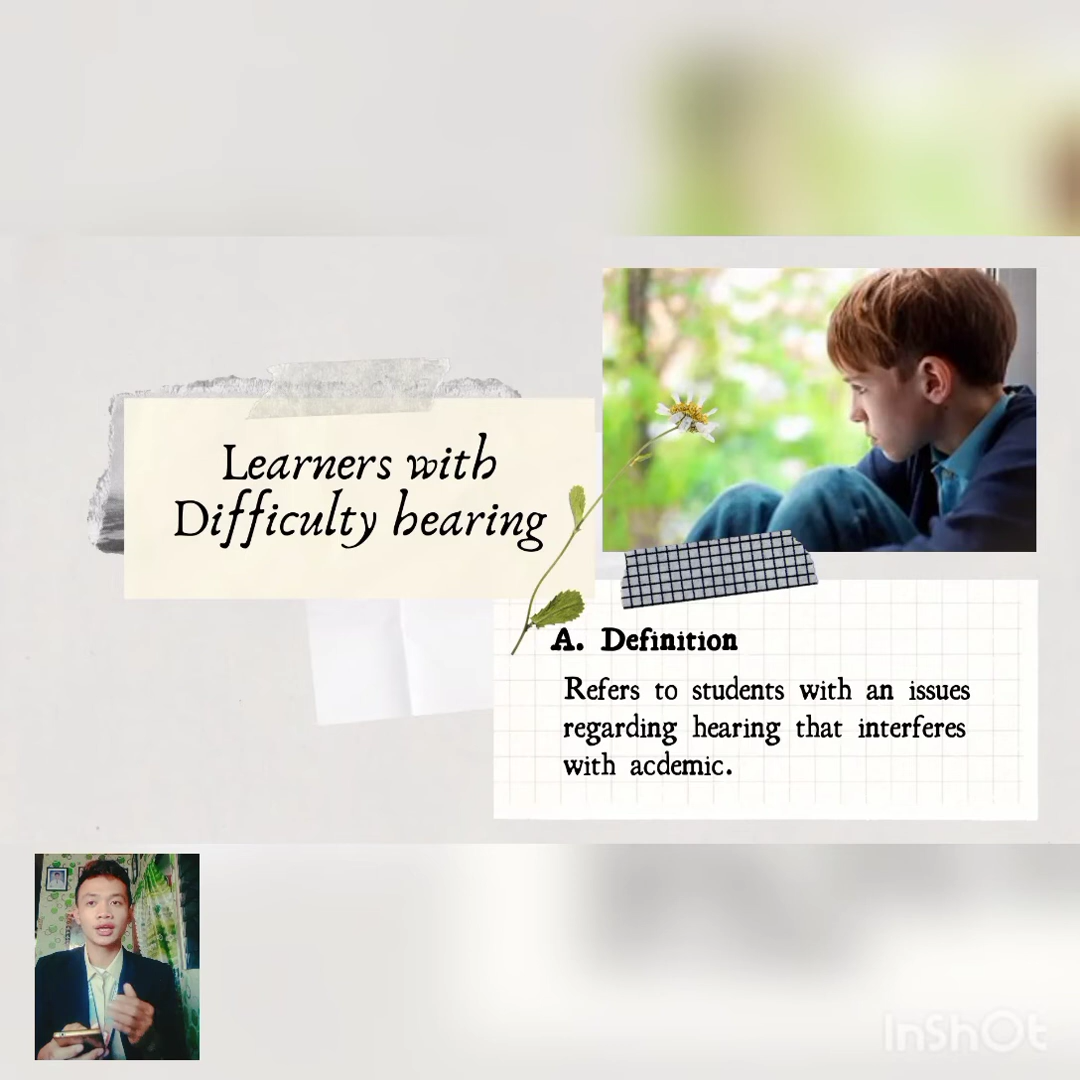 Learners with
Difficulty hearing
A. Definition
Refers to students with an issues
regarding hearing that interferes
with acdemic.
InShOt